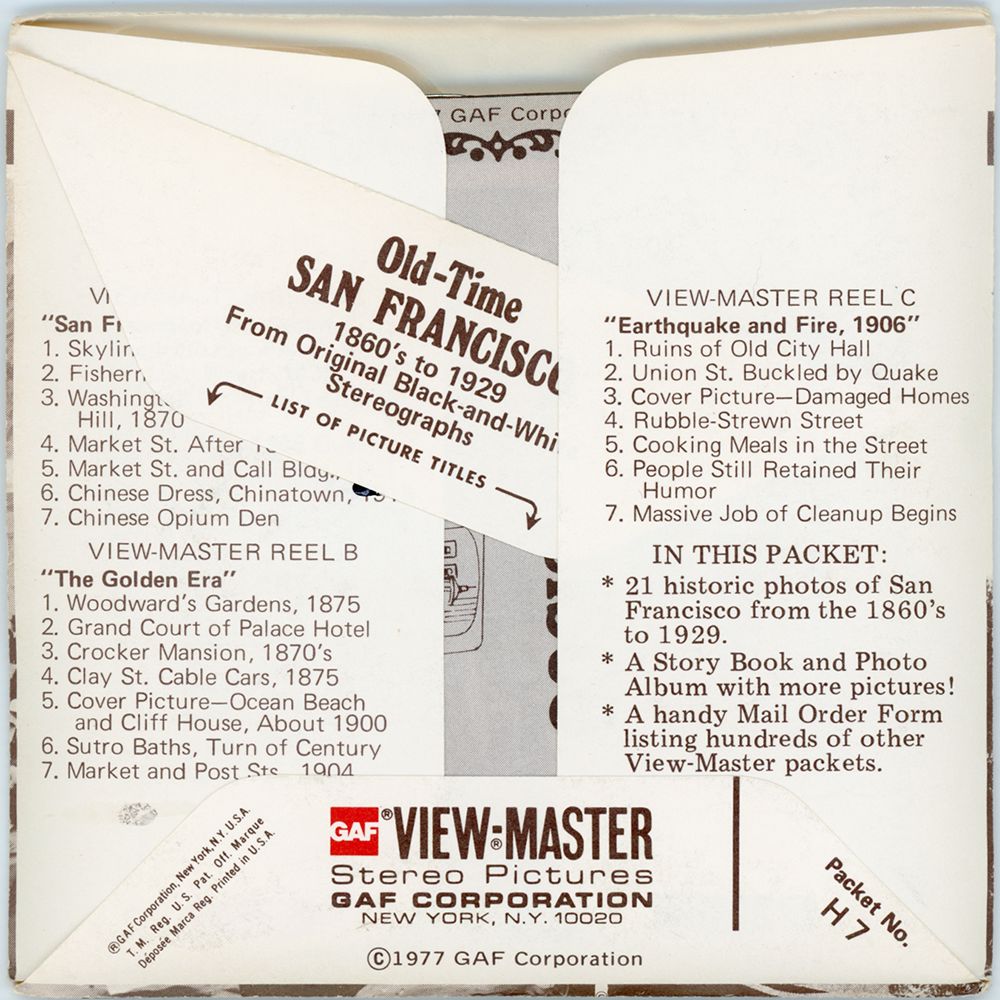 GAF Corp
Old-Time
SAN FRANCISCO
1860's to 1929
From Original Black-and-Whi
Stereographs
LIST OF PICTURE TITLES
VI
"San Fr
1. Skylin
2. Fisherm
3. Washingt
Hill, 1870
4. Market St. After
5. Market St. and Call Bldg.,
6. Chinese Dress, Chinatown,
7. Chinese Opium Den
VIEW-MASTER REEL B
"The Golden Era"
1. Woodward's Gardens, 1875
2. Grand Court of Palace Hotel
3. Crocker Mansion, 1870's
4. Clay St. Cable Cars, 1875
5. Cover Picture—Ocean Beach
and Cliff House, About 1900
6. Sutro Baths, Turn of Century
7. Market and Post Sts., 1904
VIEW-MASTER REEL C
"Earthquake and Fire, 1906"
1. Ruins of Old City Hall
2. Union St. Buckled by Quake
3. Cover Picture—Damaged Homes
4. Rubble-Strewn Street
5. Cooking Meals in the Street
6. People Still Retained Their
Humor
7. Massive Job of Cleanup Begins
IN THIS PACKET:
* 21 historic photos of San
Francisco from the 1860's
to 1929.
* A Story Book and Photo
Album with more pictures!
* A handy Mail Order Form
listing hundreds of other
View-Master packets.
® GAF Corporation, New York, N.Y. U.S.A.
T. M. Reg. U. S. Pat. Off. Marque
Déposée Marca Reg. Printed in U.S.A.
GAF® VIEW-MASTER®
Stereo Pictures
GAF CORPORATION
NEW YORK, N.Y. 10020
©1977 GAF Corporation
Packet No.
H 7